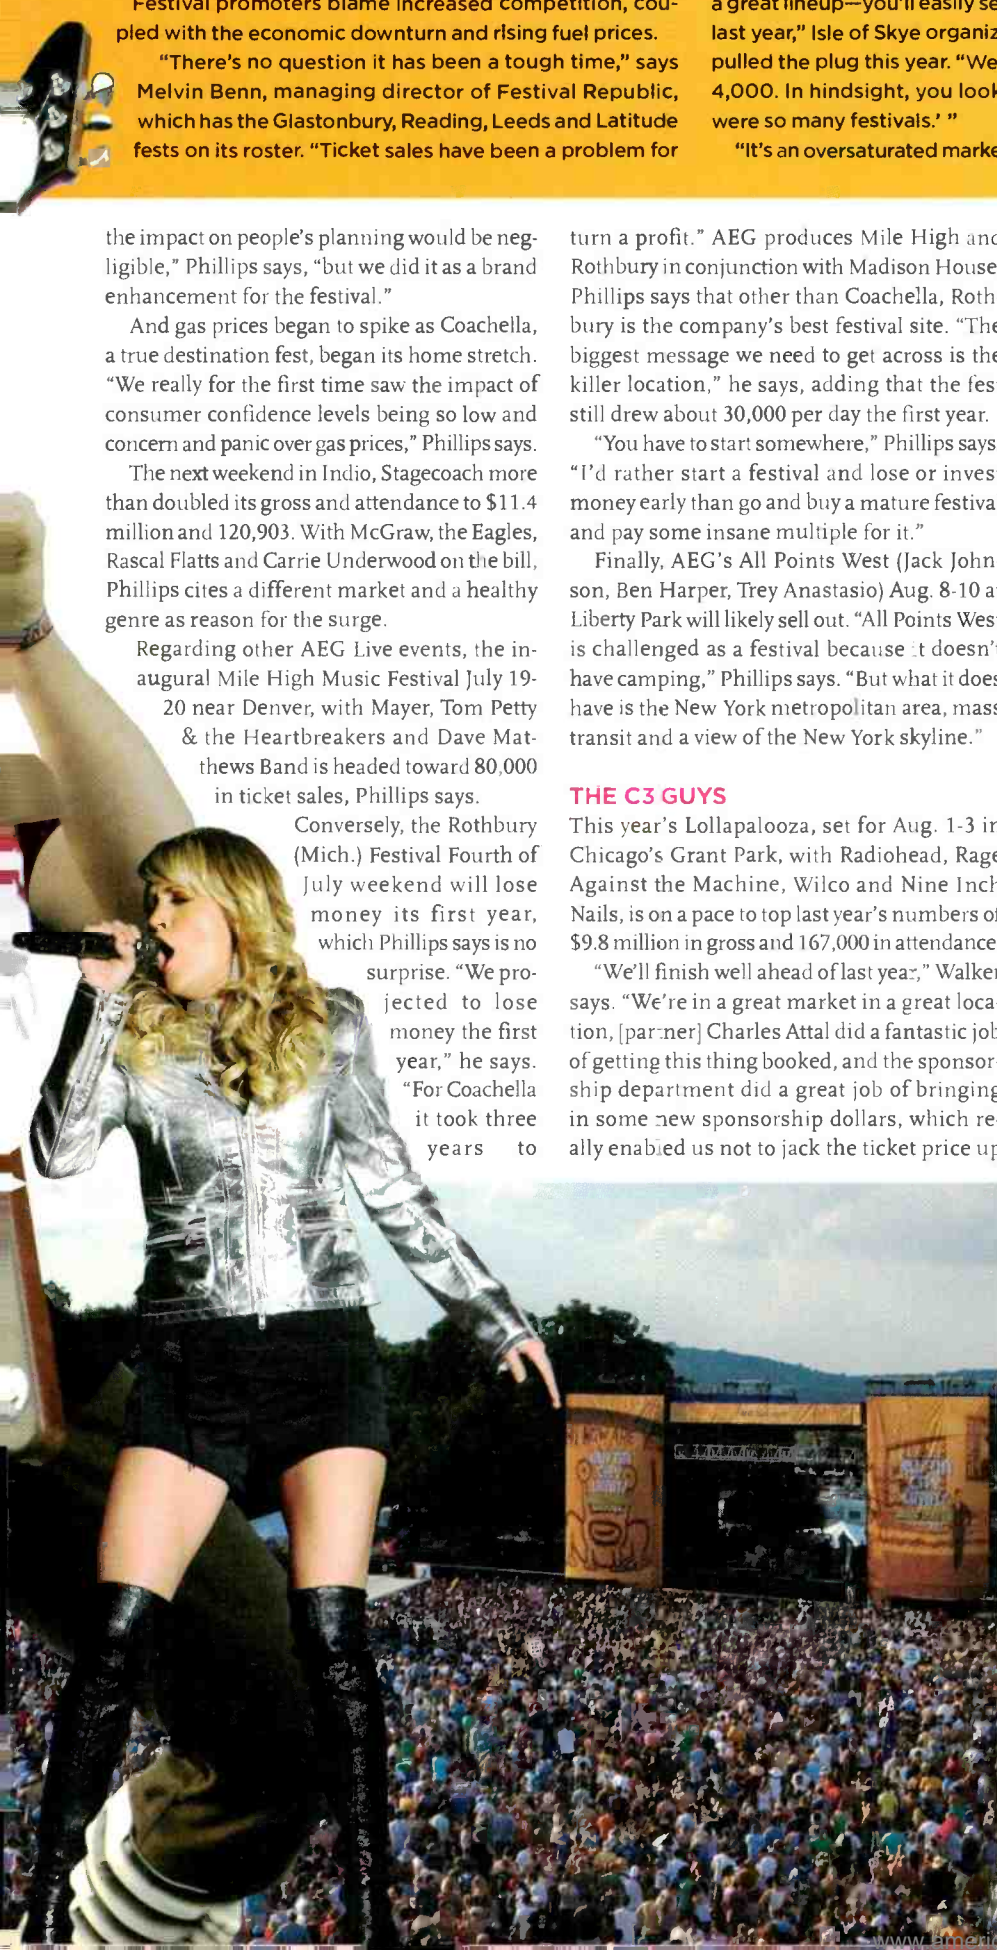 Festival promoters blame increased competition, cou-
pled with the economic downturn and rising fuel prices.
"There's no question it has been a tough time," says
Melvin Benn, managing director of Festival Republic,
which has the Glastonbury, Reading, Leeds and Latitude
fests on its roster. "Ticket sales have been a problem for
a great lineup—you'll easily se
last year," Isle of Skye organiz
pulled the plug this year. "We
4,000. In hindsight, you look
were so many festivals.' "
"It's an oversaturated marke
the impact on people's planning would be neg-
ligible," Phillips says, "but we did it as a brand
enhancement for the festival."
And gas prices began to spike as Coachella,
a true destination fest, began its home stretch.
"We really for the first time saw the impact of
consumer confidence levels being so low and
concern and panic over gas prices," Phillips says.
The next weekend in Indio, Stagecoach more
than doubled its gross and attendance to $11.4
million and 120,903. With McGraw, the Eagles,
Rascal Flatts and Carrie Underwood on the bill,
Phillips cites a different market and a healthy
genre as reason for the surge.
Regarding other AEG Live events, the in-
augural Mile High Music Festival July 19-
20 near Denver, with Mayer, Tom Petty
& the Heartbreakers and Dave Mat-
thews Band is headed toward 80,000
in ticket sales, Phillips says.
Conversely, the Rothbury
(Mich.) Festival Fourth of
July weekend will lose
money its first year,
which Phillips says is no
surprise. "We pro-
jected to lose
money the first
year," he says.
"For Coachella
it took three
years to
turn a profit." AEG produces Mile High and
Rothbury in conjunction with Madison House
Phillips says that other than Coachella, Roth
bury is the company's best festival site. "The
biggest message we need to get across is the
killer location," he says, adding that the fes
still drew about 30,000 per day the first year.
"You have to start somewhere," Phillips says
"I'd rather start a festival and lose or inves
money early than go and buy a mature festiva
and pay some insane multiple for it."
Finally, AEG's All Points West (Jack John
son, Ben Harper, Trey Anastasio) Aug. 8-10 a
Liberty Park will likely sell out. "All Points Wes
is challenged as a festival because it doesn't
have camping," Phillips says. "But what it does
have is the New York metropolitan area, mass
transit and a view of the New York skyline."
THE C3 GUYS
This year's Lollapalooza, set for Aug. 1-3 in
Chicago's Grant Park, with Radiohead, Rage
Against the Machine, Wilco and Nine Inch
Nails, is on a pace to top last year's numbers of
$9.8 million in gross and 167,000 in attendance
"We'll finish well ahead of last year," Walker
says. "We're in a great market in a great loca
tion, [partner] Charles Attal did a fantastic job
of getting this thing booked, and the sponsor-
ship department did a great job of bringing
in some new sponsorship dollars, which re-
ally enabled us not to jack the ticket price up
www.americ